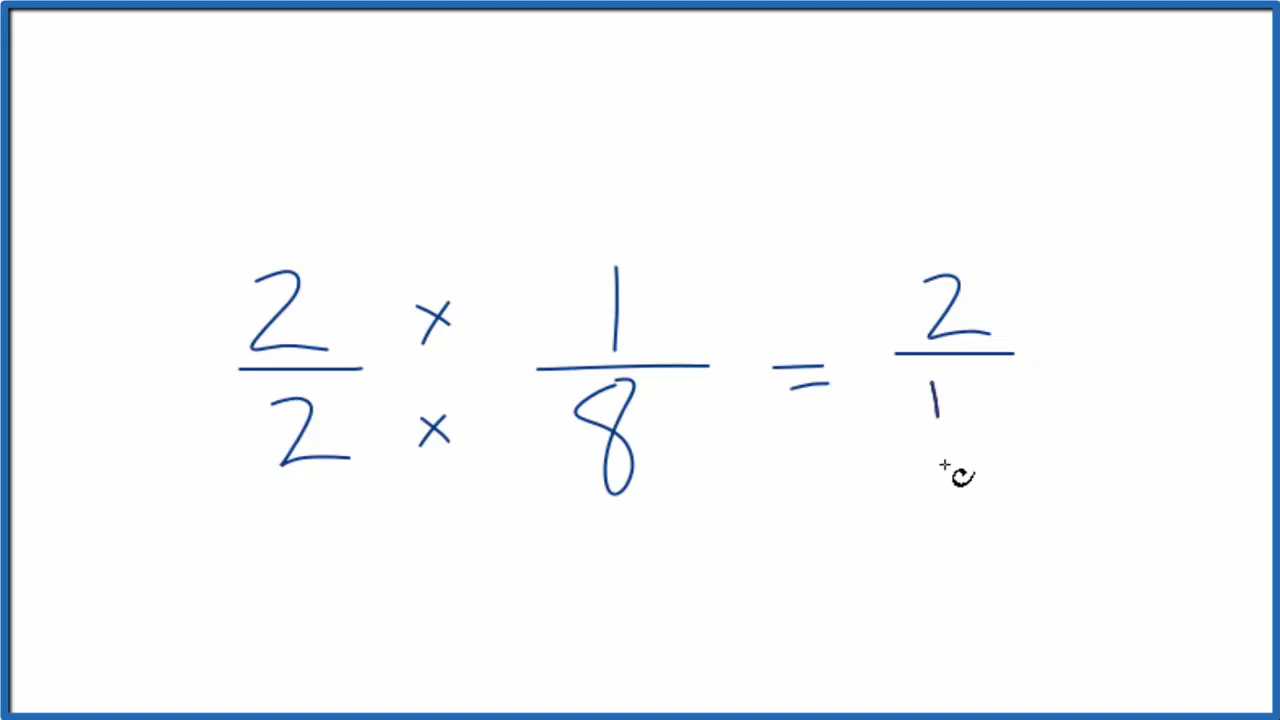 2 × 1 = 2
2 × 8 1